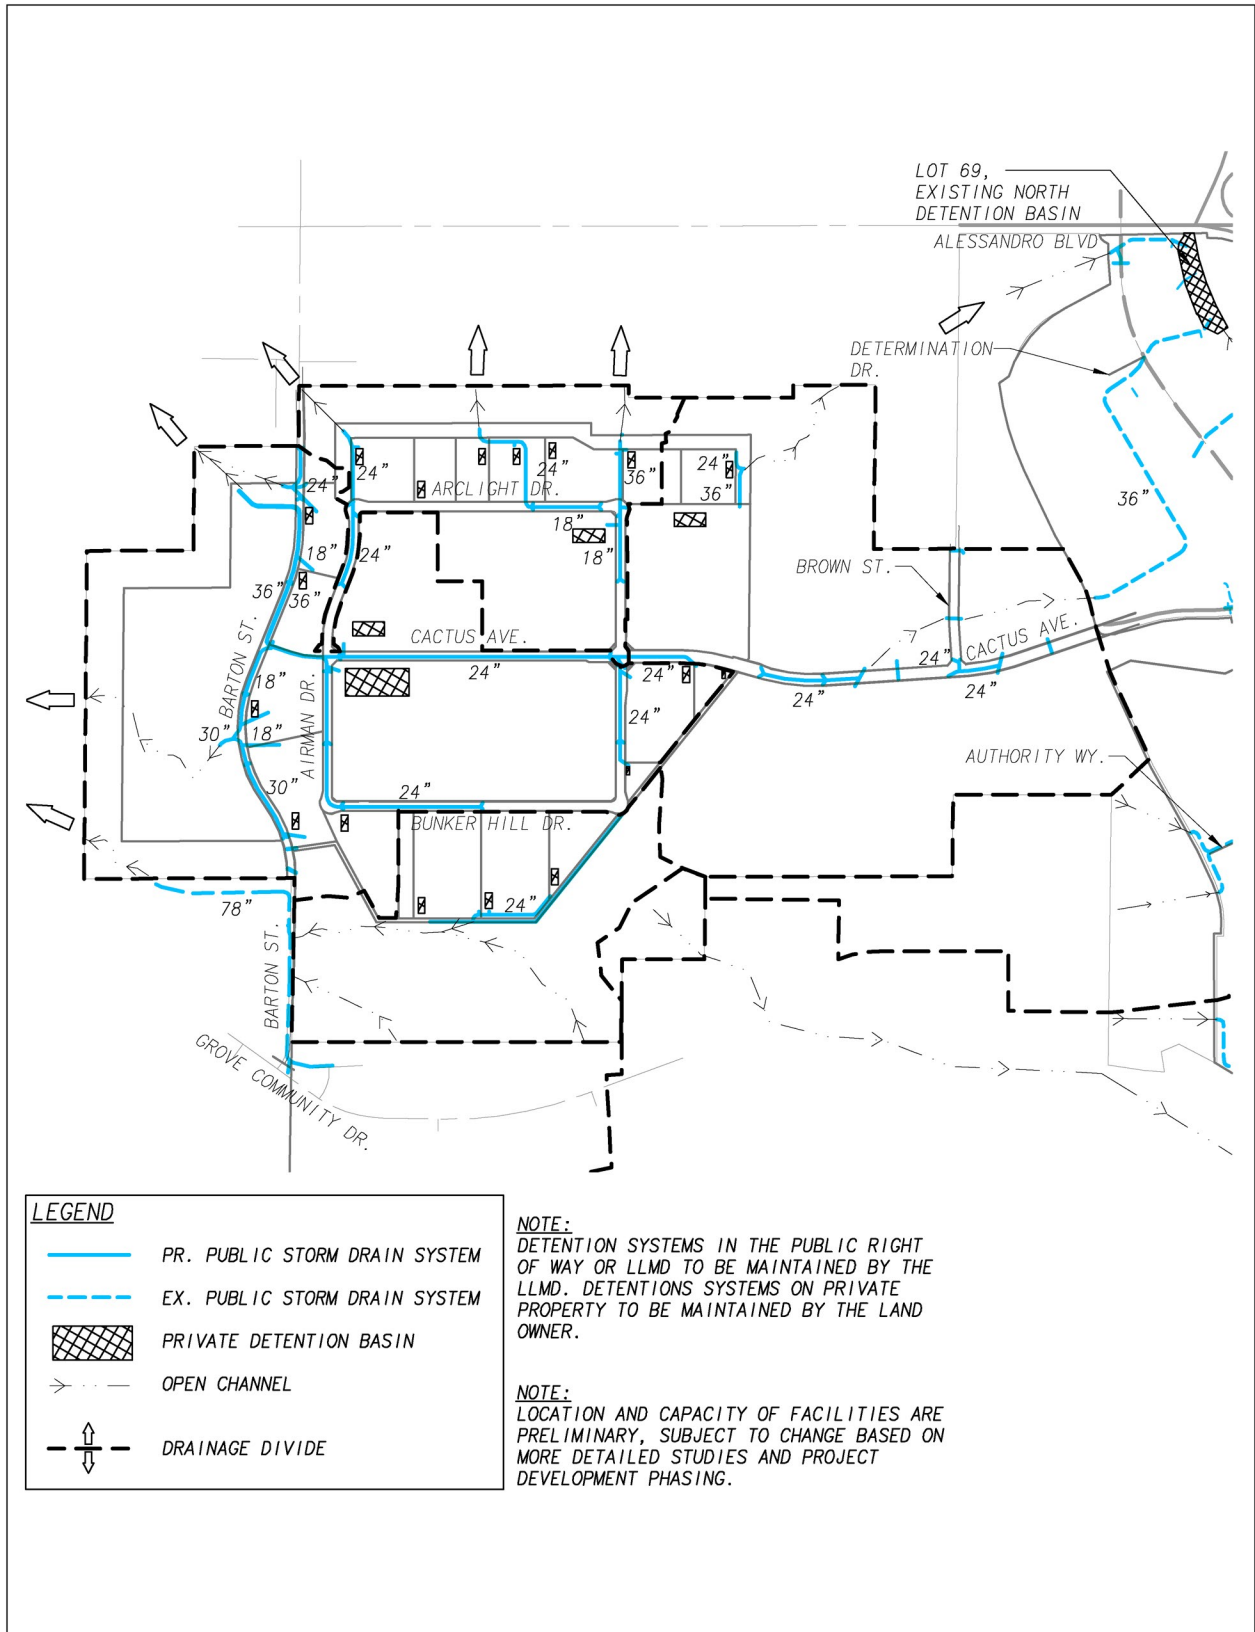 LOT 69,
EXISTING NORTH
DETENTION BASIN
ALESSANDRO BLVD
DETERMINATION
DR.
24"
24"
24"
36"
24"
36"
ARCLIGHT DR.
36"
18"
18"
18"
24"
BROWN ST.
36"
36"
CACTUS AVE.
CACTUS AVE.
24"
24"
24"
24"
24"
BARTON ST.
18"
30"
18"
AIRMAN DR.
24"
30"
24"
BUNKER HILL DR.
AUTHORITY WY.
78"
24"
BARTON ST.
GROVE COMMUNITY DR.
LEGEND
PR. PUBLIC STORM DRAIN SYSTEM
EX. PUBLIC STORM DRAIN SYSTEM
PRIVATE DETENTION BASIN
OPEN CHANNEL
DRAINAGE DIVIDE
NOTE:
DETENTION SYSTEMS IN THE PUBLIC RIGHT
OF WAY OR LLMD TO BE MAINTAINED BY THE
LLMD. DETENTIONS SYSTEMS ON PRIVATE
PROPERTY TO BE MAINTAINED BY THE LAND
OWNER.
NOTE:
LOCATION AND CAPACITY OF FACILITIES ARE
PRELIMINARY, SUBJECT TO CHANGE BASED ON
MORE DETAILED STUDIES AND PROJECT
DEVELOPMENT PHASING.